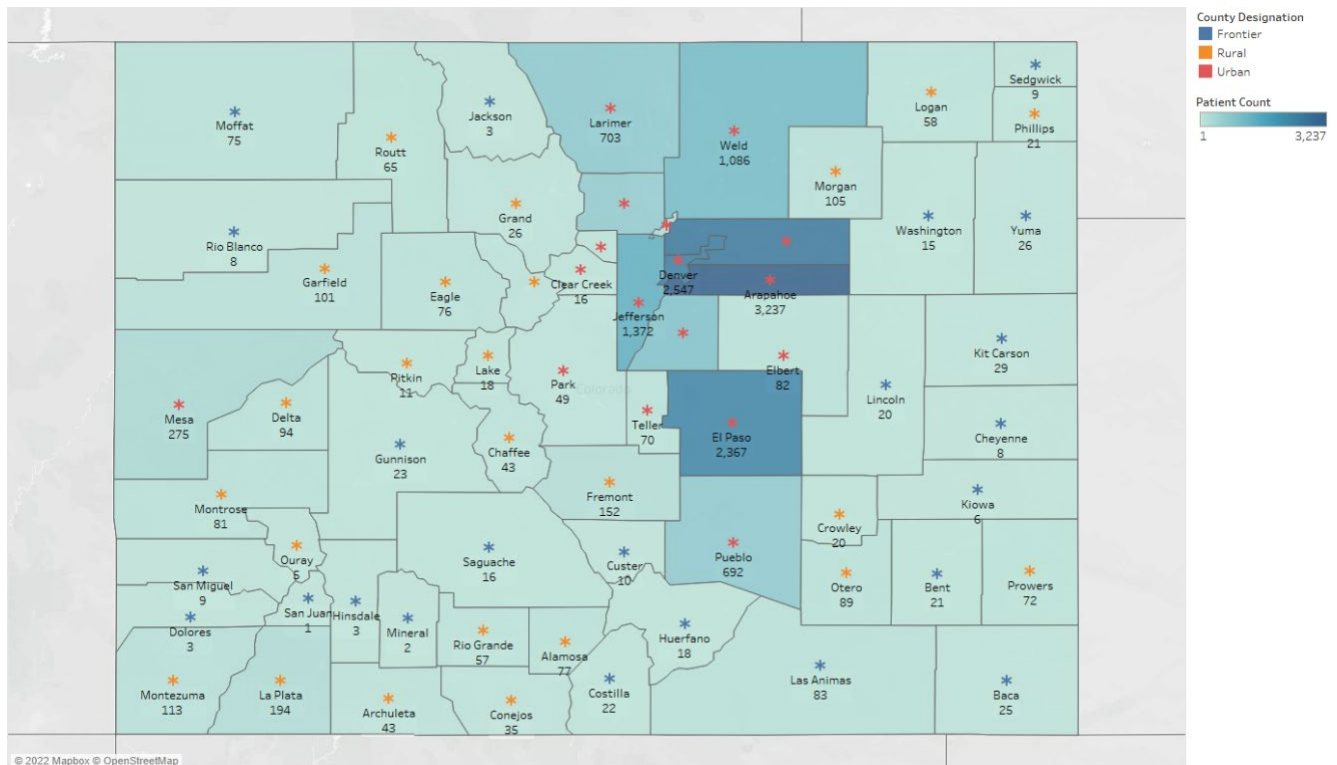 County Designation
Frontier
Rural
Urban
Patient Count
1 3,237
Sedgwick
9
Logan
58
Phillips
21
Jackson
3
Larimer
703
Weld
1,086
Moffat
75
Routt
65
Morgan
105
Grand
26
Washington
15
Yuma
26
Rio Blanco
8
Garfield
101
Eagle
76
Clear Creek
16
Denver
2,547
Arapahoe
3,237
Jefferson
1,372
Kit Carson
29
Pitkin
11
Lake
18
Park
49
Colorado
Elbert
82
Lincoln
20
Mesa
275
Delta
94
Teller
70
El Paso
2,367
Cheyenne
8
Gunnison
23
Chaffee
43
Montrose
81
Fremont
152
Crowley
20
Kiowa
6
Ouray
5
Saguache
16
Custer
10
Pueblo
692
Otero
89
Bent
21
Prowers
72
San Miguel
9
San Juan
1
Hinsdale
3
Dolores
3
Mineral
2
Rio Grande
57
Alamosa
77
Huerfano
18
Montezuma
113
La Plata
194
Archuleta
43
Conejos
35
Costilla
22
Las Animas
83
Baca
25
© 2022 Mapbox © OpenStreetMap